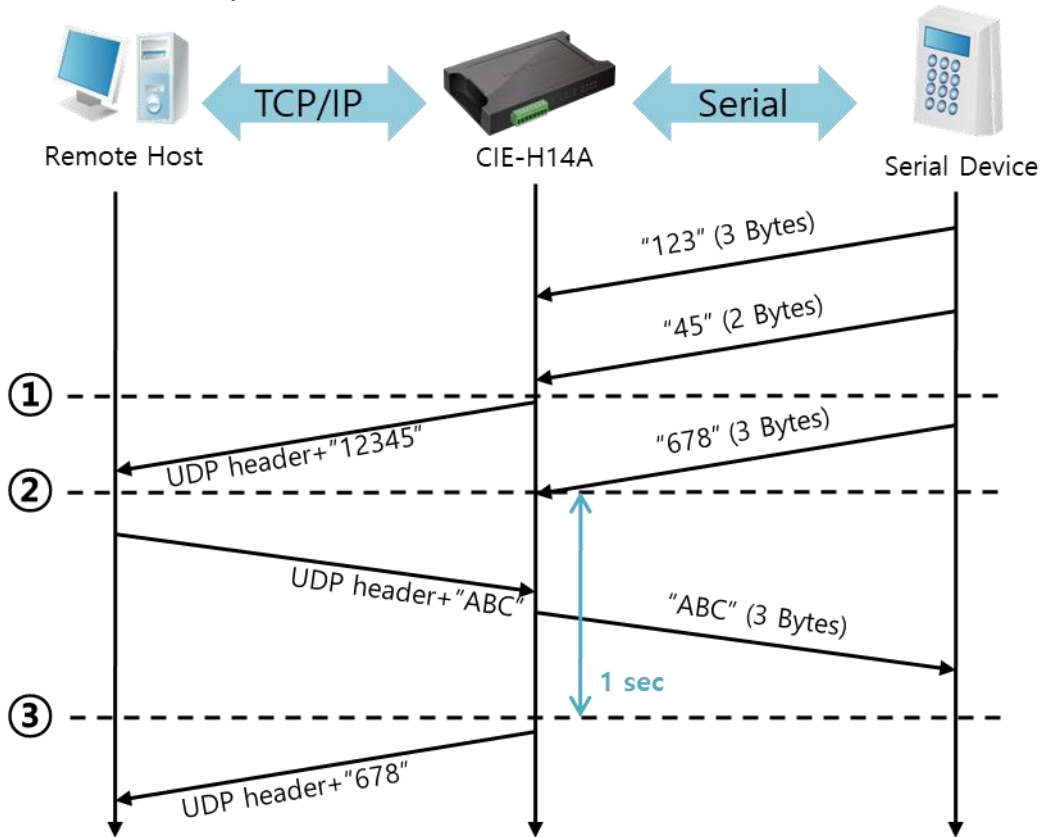 TCP/IP
Serial
Remote Host
CIE-H14A
Serial Device
"123" (3 Bytes)
"45" (2 Bytes)
①
UDP header+"12345"
"678" (3 Bytes)
②
UDP header+"ABC"
"ABC" (3 Bytes)
1 sec
③
UDP header+"678"